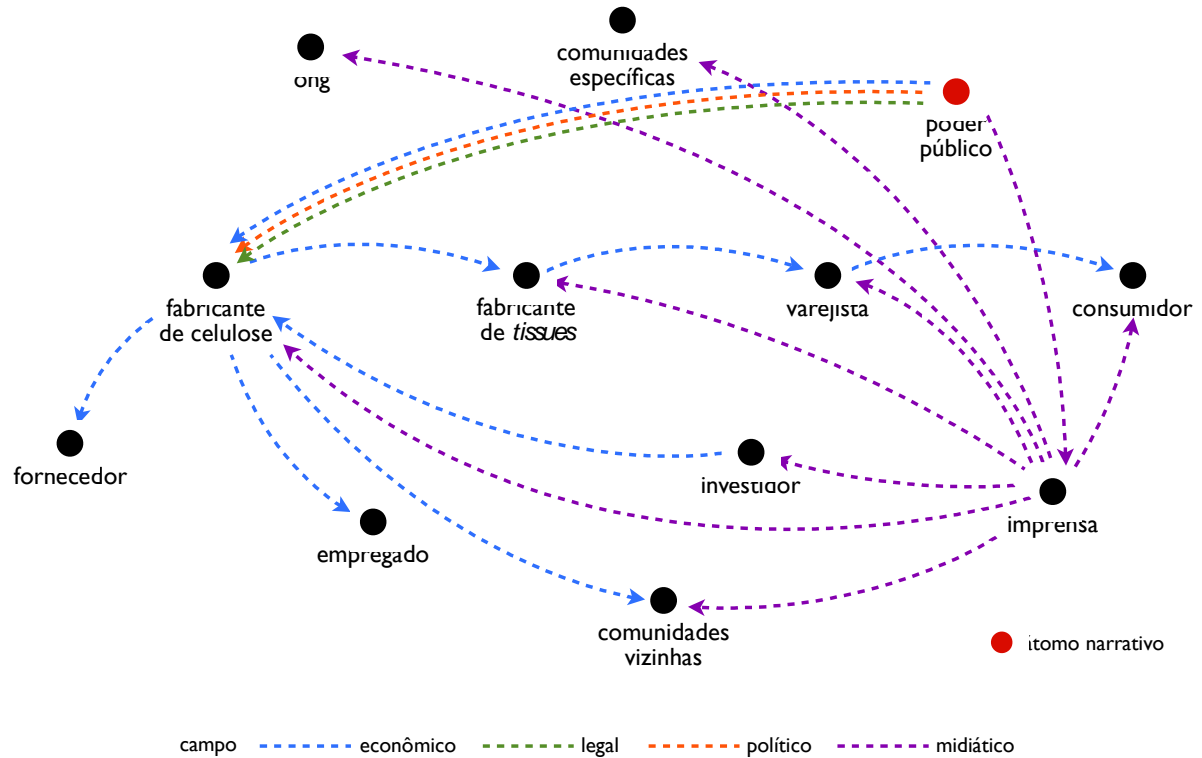 ong
comunidades
específicas
poder
público
fabricante
de celulose
fabricante
de tissues
varejista
consumidor
fornecedor
investidor
imprensa
empregado
comunidades
vizinhas
átomo narrativo
campo econômico legal político midiático